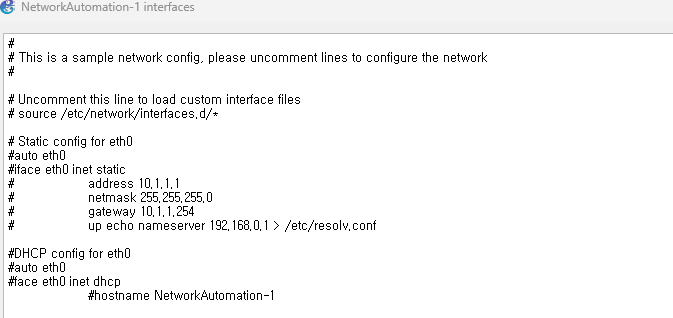 NetworkAutomation-1 interfaces
#
# This is a sample network config, please uncomment lines to configure the network
#
# Uncomment this line to load custom interface files
# source /etc/network/interfaces.d/*
# Static config for eth0
#auto eth0
#iface eth0 inet static
# address 10.1.1.1
# netmask 255.255.255.0
# gateway 10.1.1.254
# up echo nameserver 192.168.0.1 > /etc/resolv.conf
#DHCP config for eth0
#auto eth0
#face eth0 inet dhcp
#hostname NetworkAutomation-1